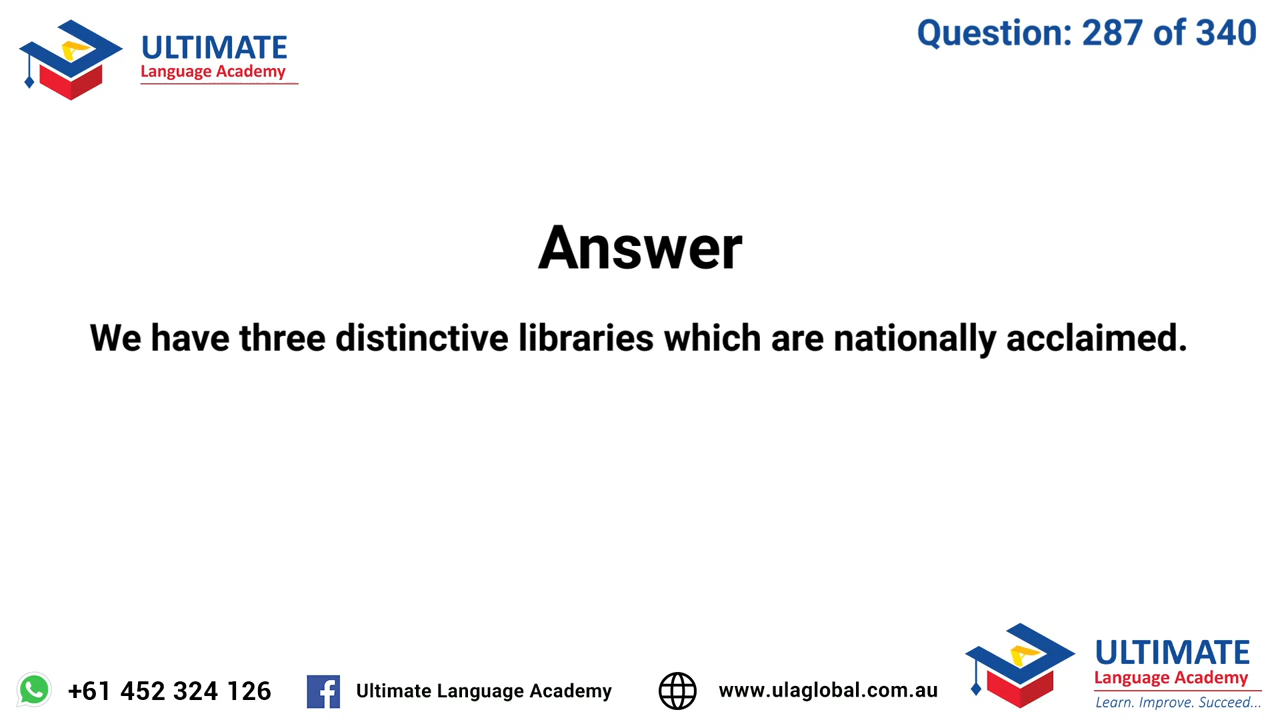 ULTIMATE
Language Academy
Question: 287 of 340
Answer
We have three distinctive libraries which are nationally acclaimed.
+61 452 324 126
Ultimate Language Academy
www.ulaglobal.com.au
ULTIMATE
Language Academy
Learn. Improve. Succeed...